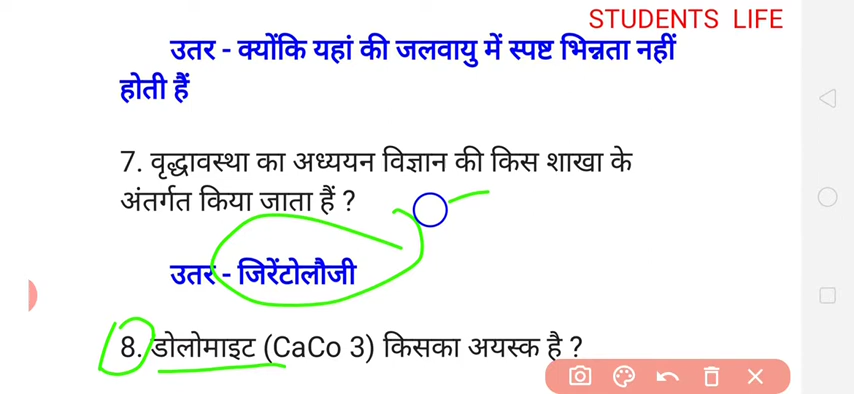 STUDENTS LIFE
उतर - क्योंकि यहां की जलवायु में स्पष्ट भिन्नता नहीं
होती हैं
7. वृद्धावस्था का अध्ययन विज्ञान की किस शाखा के
अंतर्गत किया जाता हैं ?
उतर - जिरेंटोलौजी
8. डोलोमाइट (CaCo 3) किसका अयस्क है ?